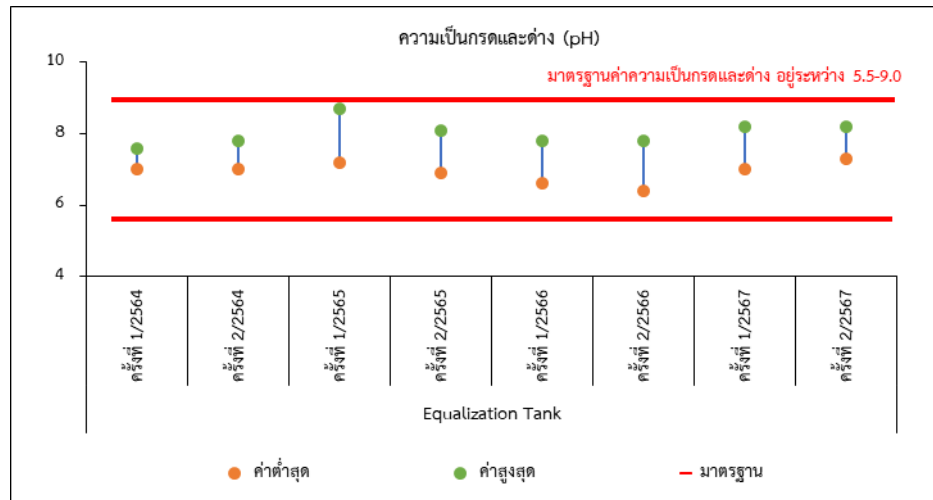 ความเป็นกรดและด่าง (pH)
มาตรฐานค่าความเป็นกรดและด่าง อยู่ระหว่าง 5.5-9.0
10
8
6
4
ครั้งที่ 1/2564
ครั้งที่ 2/2564
ครั้งที่ 1/2565
ครั้งที่ 2/2565
ครั้งที่ 1/2566
ครั้งที่ 2/2566
ครั้งที่ 1/2567
ครั้งที่ 2/2567
Equalization Tank
ค่าต่ำสุด ค่าสูงสุด มาตรฐาน